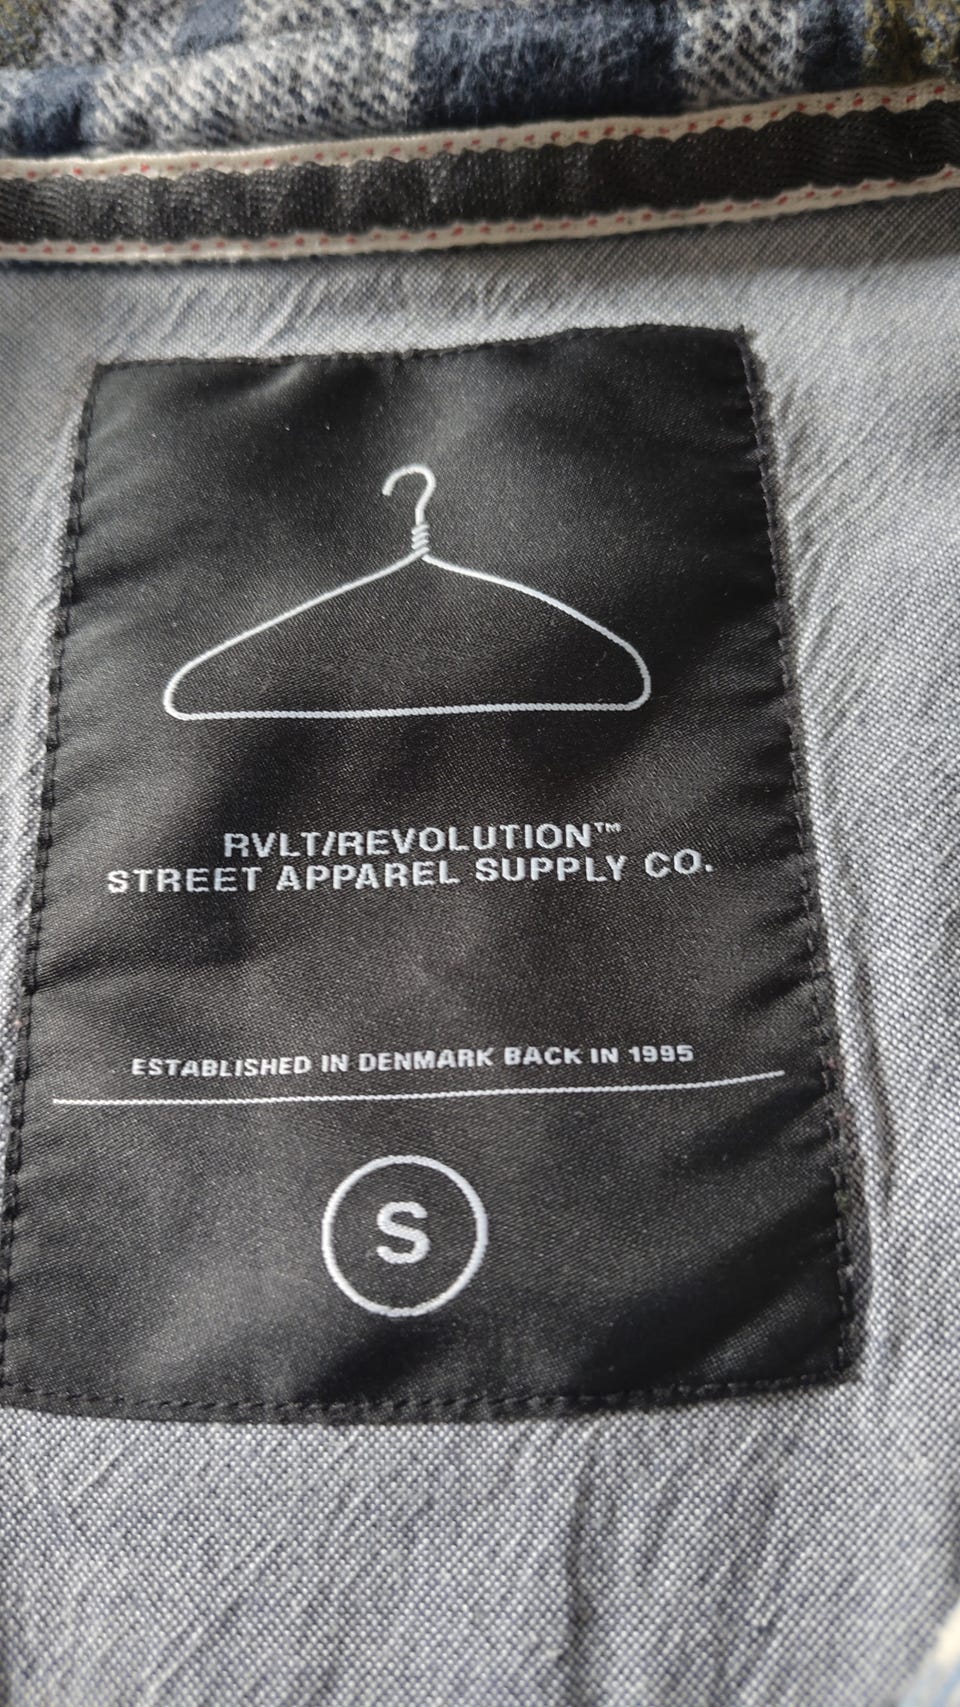 RVLT/REVOLUTION™
STREET APPAREL SUPPLY CO.
ESTABLISHED IN DENMARK BACK IN 1995
S